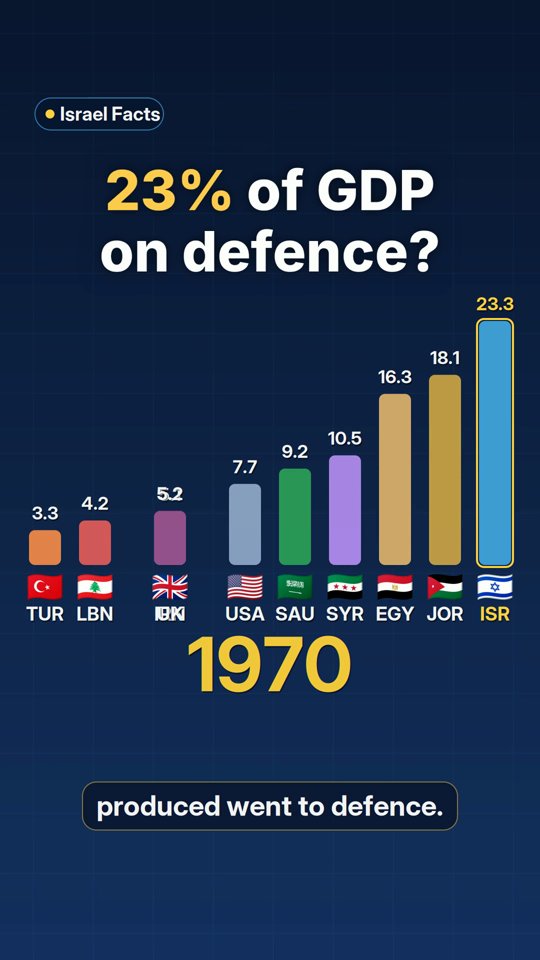 Israel Facts
23% of GDP
on defence?
23.3
18.1
16.3
10.5
9.2
7.7
4.2
3.3
TUR LBN USA SAU SYR EGY JOR ISR
1970
produced went to defence.